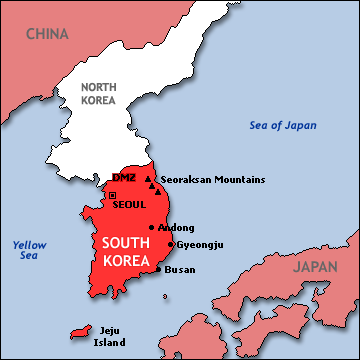 CHINA
NORTH
KOREA
Sea of Japan
DMZ
Seoraksan Mountains
SEOUL
Andong
Yellow
Sea
SOUTH
KOREA
Gyeongju
Busan
JAPAN
Jeju
Island